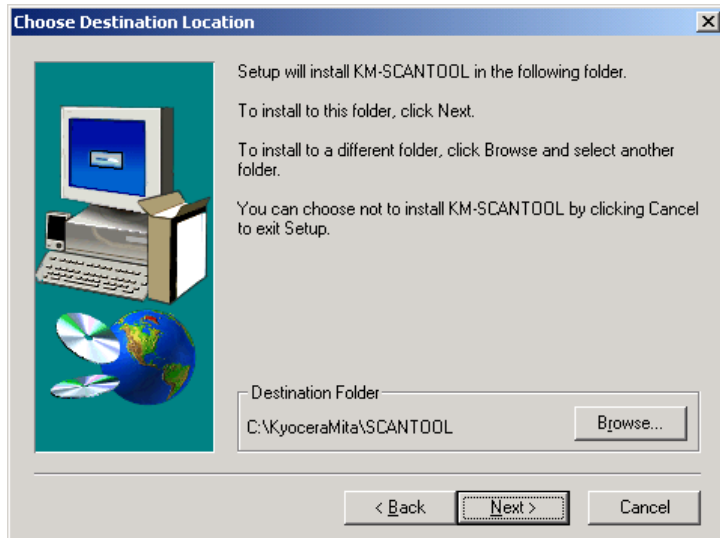 Choose Destination Location
Setup will install KM-SCANTOOL in the following folder.
To install to this folder, click Next.
To install to a different folder, click Browse and select another
folder.
You can choose not to install KM-SCANTOOL by clicking Cancel
to exit Setup.
Destination Folder
C:\KyoceraMita\SCANTOOL
Browse...
< Back
Next >
Cancel